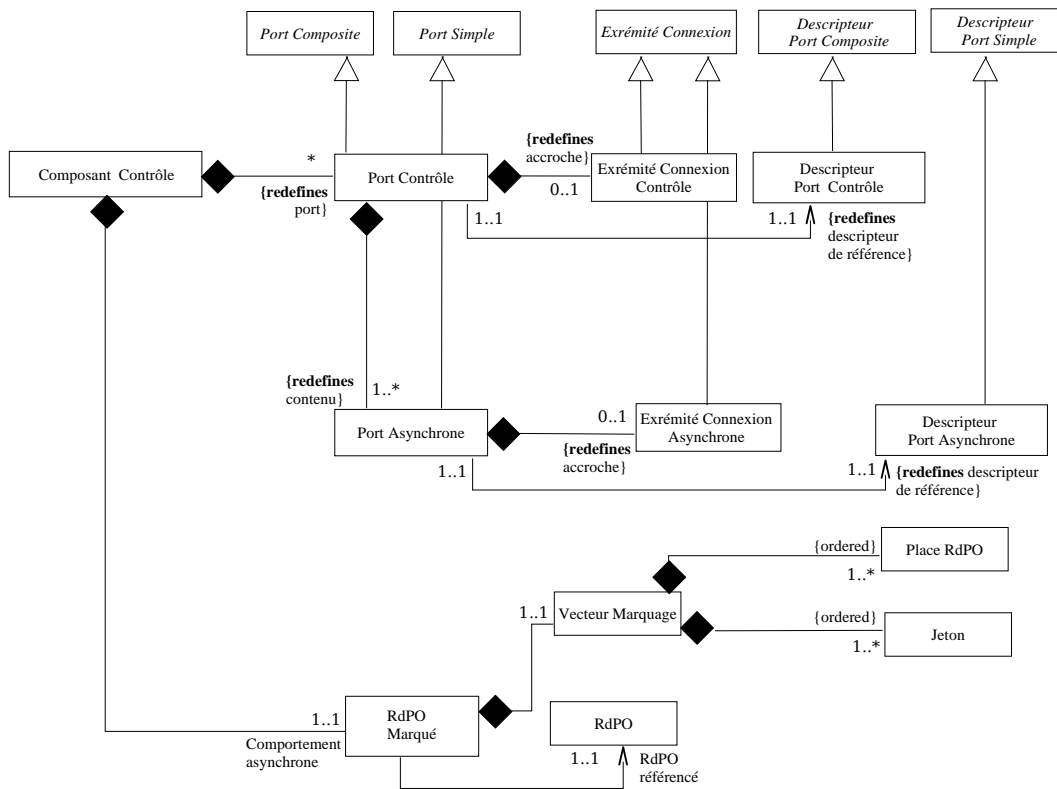 Port Composite
Port Simple
Exrémité Connexion
Descripteur
Port Composite
Descripteur
Port Simple
Composant Contrôle
*
{redefines
port}
Port Contrôle
{redefines
accroche}
0..1
Exrémité Connexion
Contrôle
Descripteur
Port Contrôle
1..1
1..1
{redefines
descripteur
de référence}
{redefines
contenu}
1..*
Port Asynchrone
0..1
{redefines
accroche}
Exrémité Connexion
Asynchrone
Descripteur
Port Asynchrone
1..1
1..1
{redefines descripteur
de référence}
{ordered}
1..*
Place RdPO
1..1
Vecteur Marquage
{ordered}
1..*
Jeton
1..1
Comportement
asynchrone
RdPO
Marqué
RdPO
1..1
RdPO
référencé